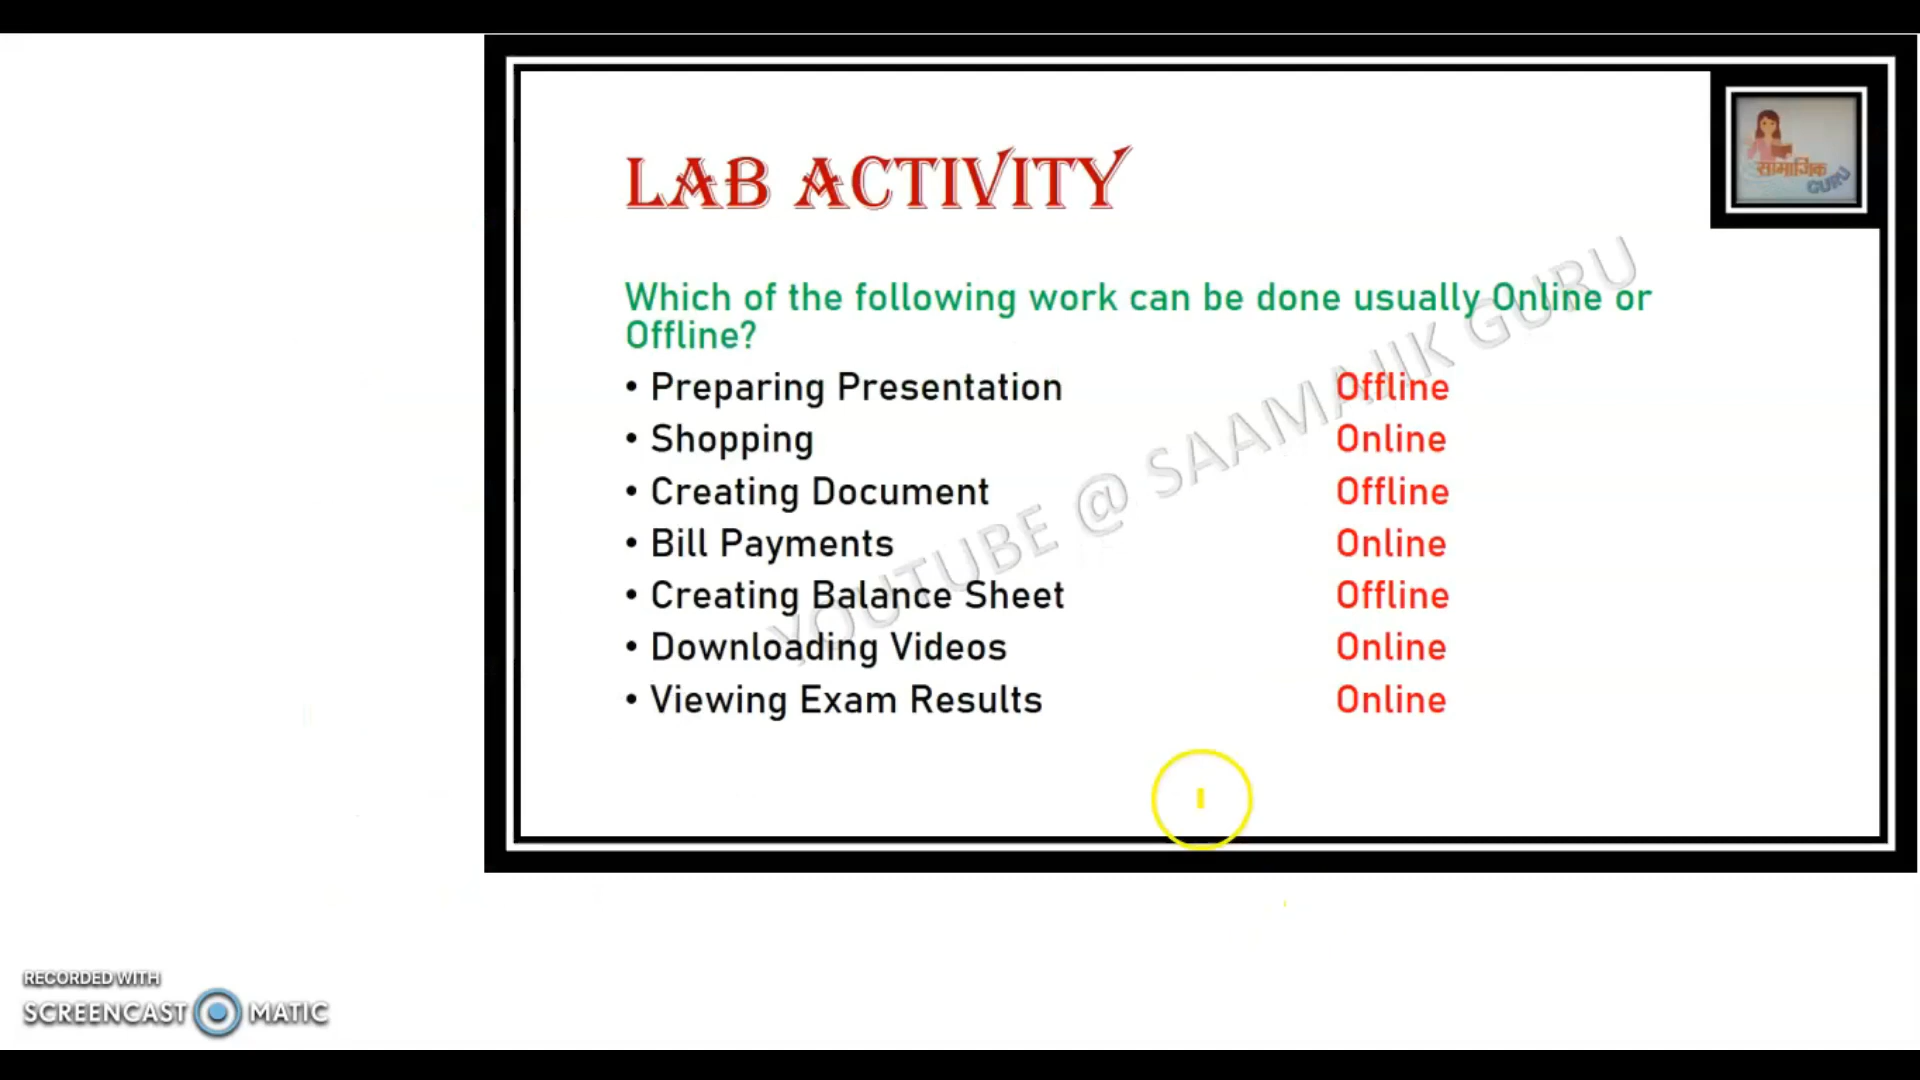 LAB ACTIVITY
सामाजिक
GURU
Which of the following work can be done usually Online or
Offline?
• Preparing Presentation Offline
• Shopping Online
• Creating Document Offline
• Bill Payments Online
• Creating Balance Sheet Offline
• Downloading Videos Online
• Viewing Exam Results Online
YOUTUBE @ SAAMAJIK GURU
RECORDED WITH
SCREENCAST MATIC